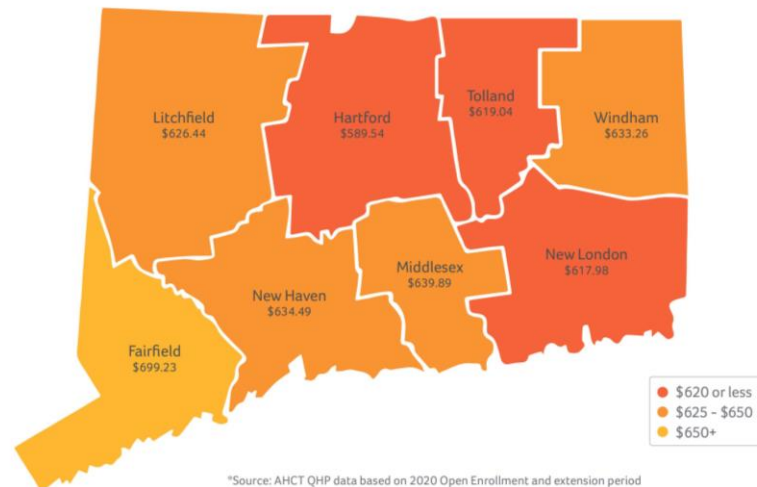 Litchfield
$626.44
Hartford
$589.54
Tolland
$619.04
Windham
$633.26
New Haven
$634.49
Middlesex
$639.89
New London
$617.98
Fairfield
$699.23
$620 or less
$625 - $650
$650+
*Source: AHCT QHP data based on 2020 Open Enrollment and extension period